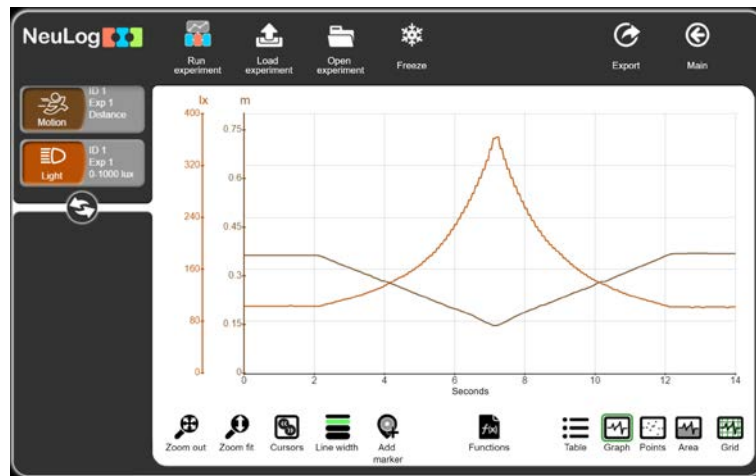 NeuLog
Run
experiment
Load
experiment
Open
experiment
Freeze
Export
Main
Motion
ID 1
Exp 1
Distance
Light
ID 1
Exp 1
0-1000 lux
lx
m
400
320
240
160
80
0
0.75
0.6
0.45
0.3
0.15
0
0
2
4
6
8
10
12
14
Seconds
Zoom out
Zoom fit
Cursors
Line width
Add
marker
f(x)
Functions
Table
Graph
Points
Area
Grid